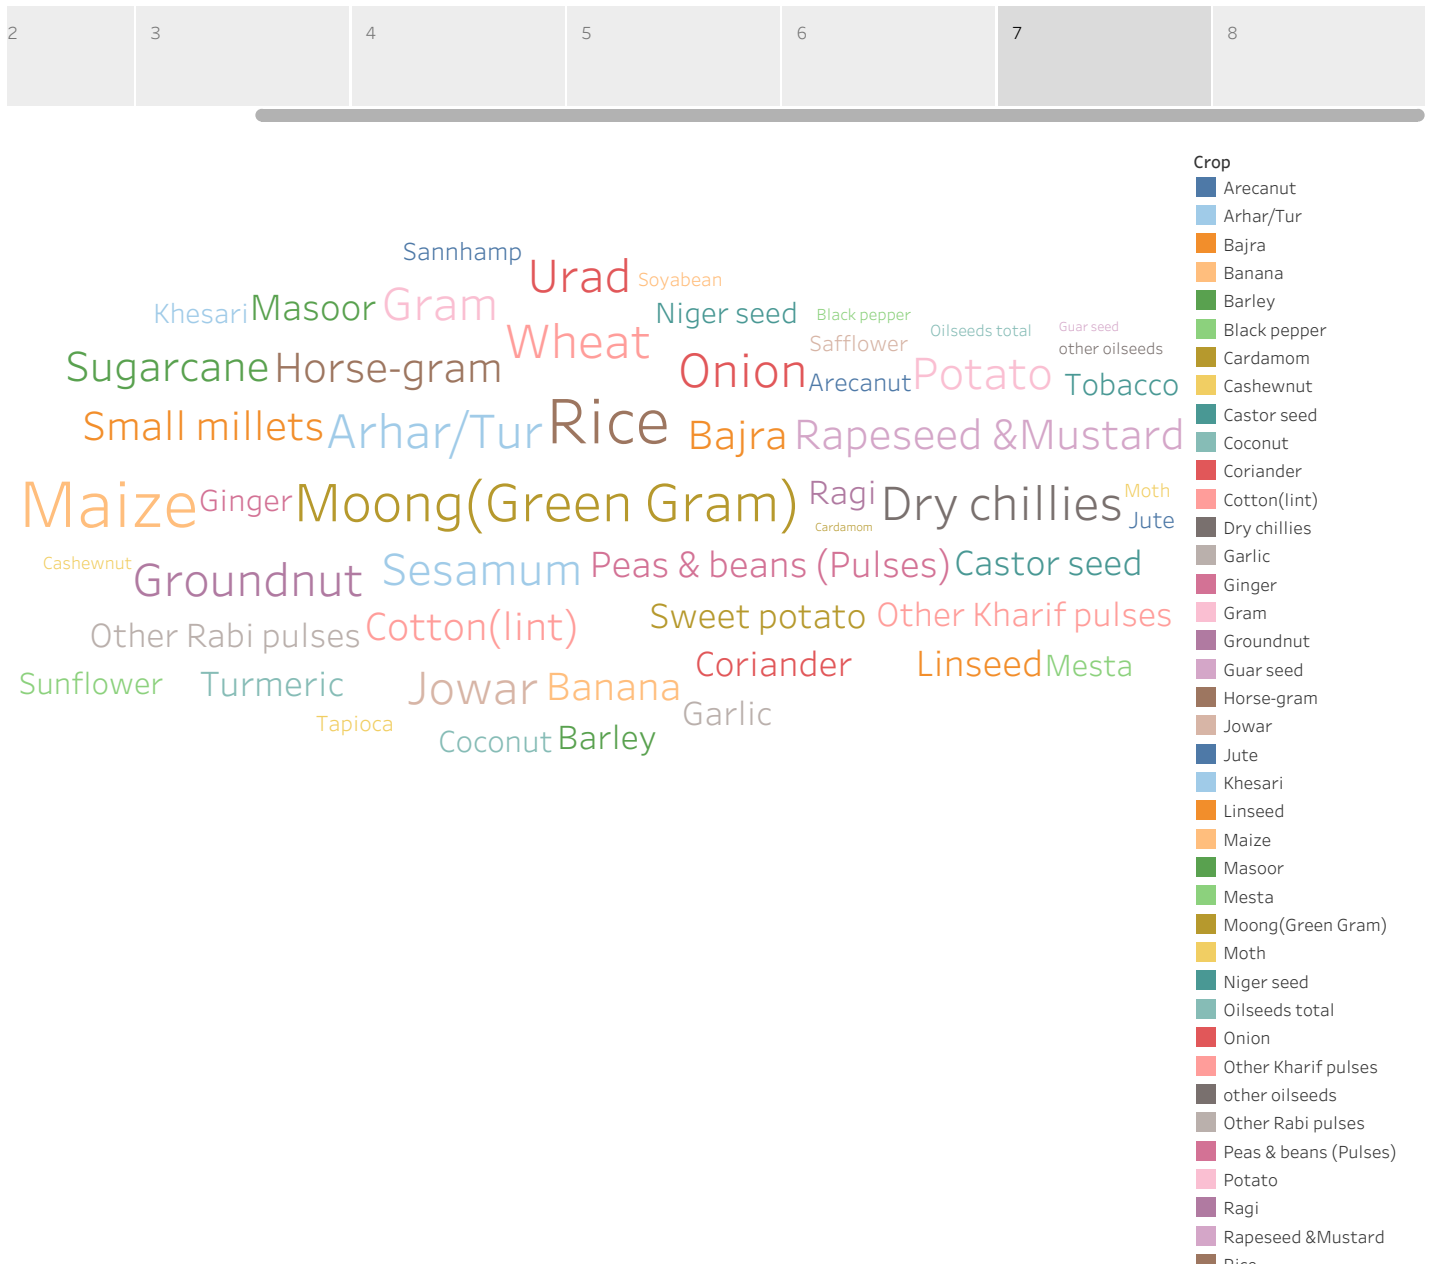 2 3 4 5 6 7 8
Sannhamp
Urad Soyabean
Khesari Masoor Gram Niger seed Black pepper
Wheat Safflower Oilseeds total Guar seed
other oilseeds
Sugarcane Horse-gram Onion Arecanut Potato Tobacco
Small millets Arhar/Tur Rice Bajra Rapeseed &Mustard
Maize Ginger Moong(Green Gram) Ragi Dry chillies Moth
Cardamom Jute
Cashewnut Groundnut Sesamum Peas & beans (Pulses) Castor seed
Other Rabi pulses Cotton(lint) Sweet potato Other Kharif pulses
Sunflower Turmeric Jowar Banana Coriander Linseed Mesta
Tapioca Garlic
Coconut Barley
Crop
Arecanut
Arhar/Tur
Bajra
Banana
Barley
Black pepper
Cardamom
Cashewnut
Castor seed
Coconut
Coriander
Cotton(lint)
Dry chillies
Garlic
Ginger
Gram
Groundnut
Guar seed
Horse-gram
Jowar
Jute
Khesari
Linseed
Maize
Masoor
Mesta
Moong(Green Gram)
Moth
Niger seed
Oilseeds total
Onion
Other Kharif pulses
other oilseeds
Other Rabi pulses
Peas & beans (Pulses)
Potato
Ragi
Rapeseed &Mustard
Rice